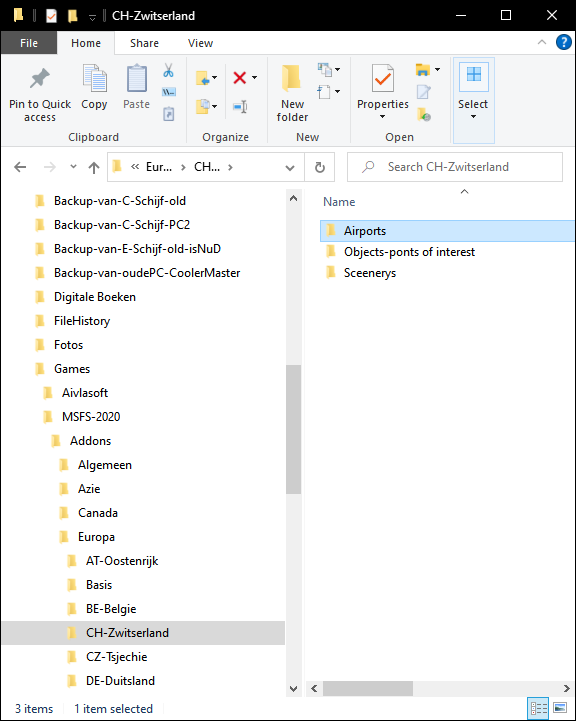 CH-Zwitserland
File Home Share View
Pin to Quick access
Copy
Paste
New folder
Properties
Select
Clipboard Organize New Open
« Eur... > CH... >
Search CH-Zwitserland
Backup-van-C-Schijf-old
Backup-van-C-Schijf-PC2
Backup-van-E-Schijf-old-isNuD
Backup-van-oudePC-CoolerMaster
Digitale Boeken
FileHistory
Fotos
Games
Aivlasoft
MSFS-2020
Addons
Algemeen
Azie
Canada
Europa
AT-Oostenrijk
Basis
BE-Belgie
CH-Zwitserland
CZ-Tsjechie
DE-Duitsland
Name
Airports
Objects-ponts of interest
Sceenerys
3 items 1 item selected